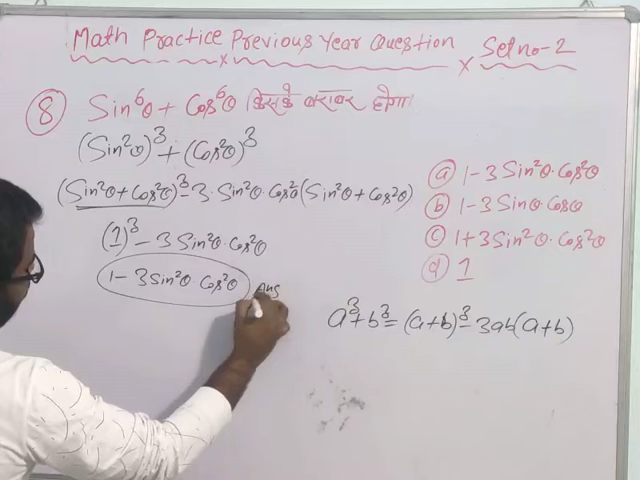 Math Practice Previous Year Question Set no-2
⑧ Sin⁶θ + Cos⁶θ किसके बराबर होगा।
(Sin²θ)³ + (Cos²θ)³
(Sin²θ + Cos²θ)³ - 3 · Sin²θ · Cos²θ (Sin²θ + Cos²θ)
(1)³ - 3 Sin²θ · Cos²θ
1 - 3 Sin²θ Cos²θ Ans
ⓐ 1 - 3 Sin²θ · Cos²θ
ⓑ 1 - 3 Sinθ Cosθ
ⓒ 1 + 3 Sin²θ · Cos²θ
ⓓ 1
a³ + b³ = (a+b)³ - 3ab(a+b)